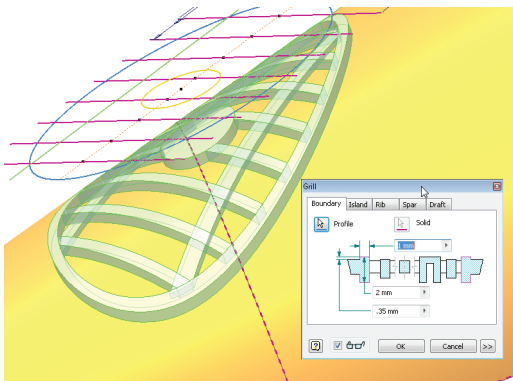 Grill
Boundary Island Rib Spar Draft
Profile Solid
1 mm
2 mm
.35 mm
OK Cancel >>